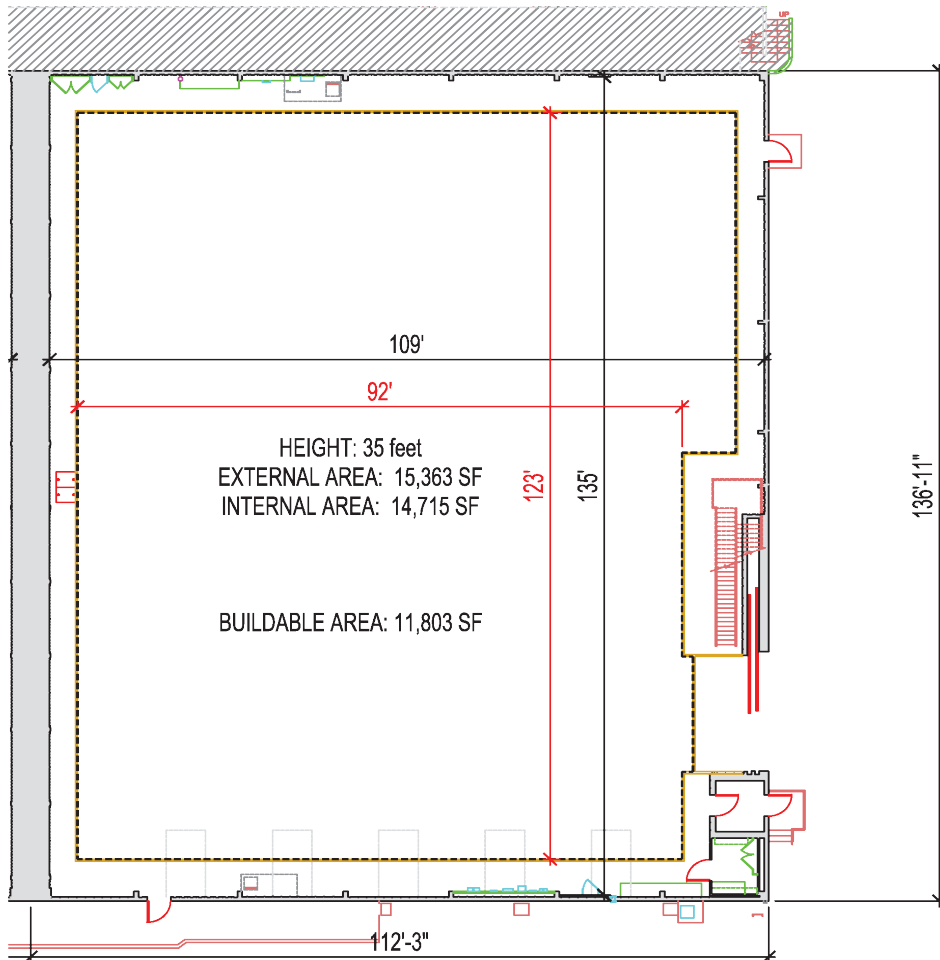 UP
109'
92'
HEIGHT: 35 feet
EXTERNAL AREA: 15,363 SF
INTERNAL AREA: 14,715 SF
123'
135'
136'-11"
BUILDABLE AREA: 11,803 SF
112'-3"